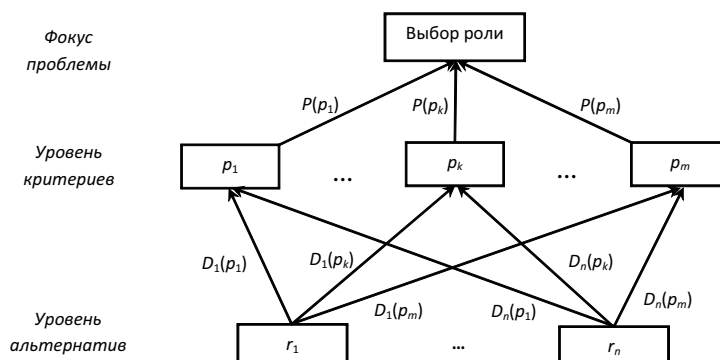 Фокус
проблемы
Выбор роли
P(p1)
P(pk)
P(pm)
Уровень
критериев
p1
...
pk
...
pm
D1(p1)
D1(pk)
Dn(pk)
D1(pm)
Dn(p1)
Dn(pm)
Уровень
альтернатив
r1
...
rn